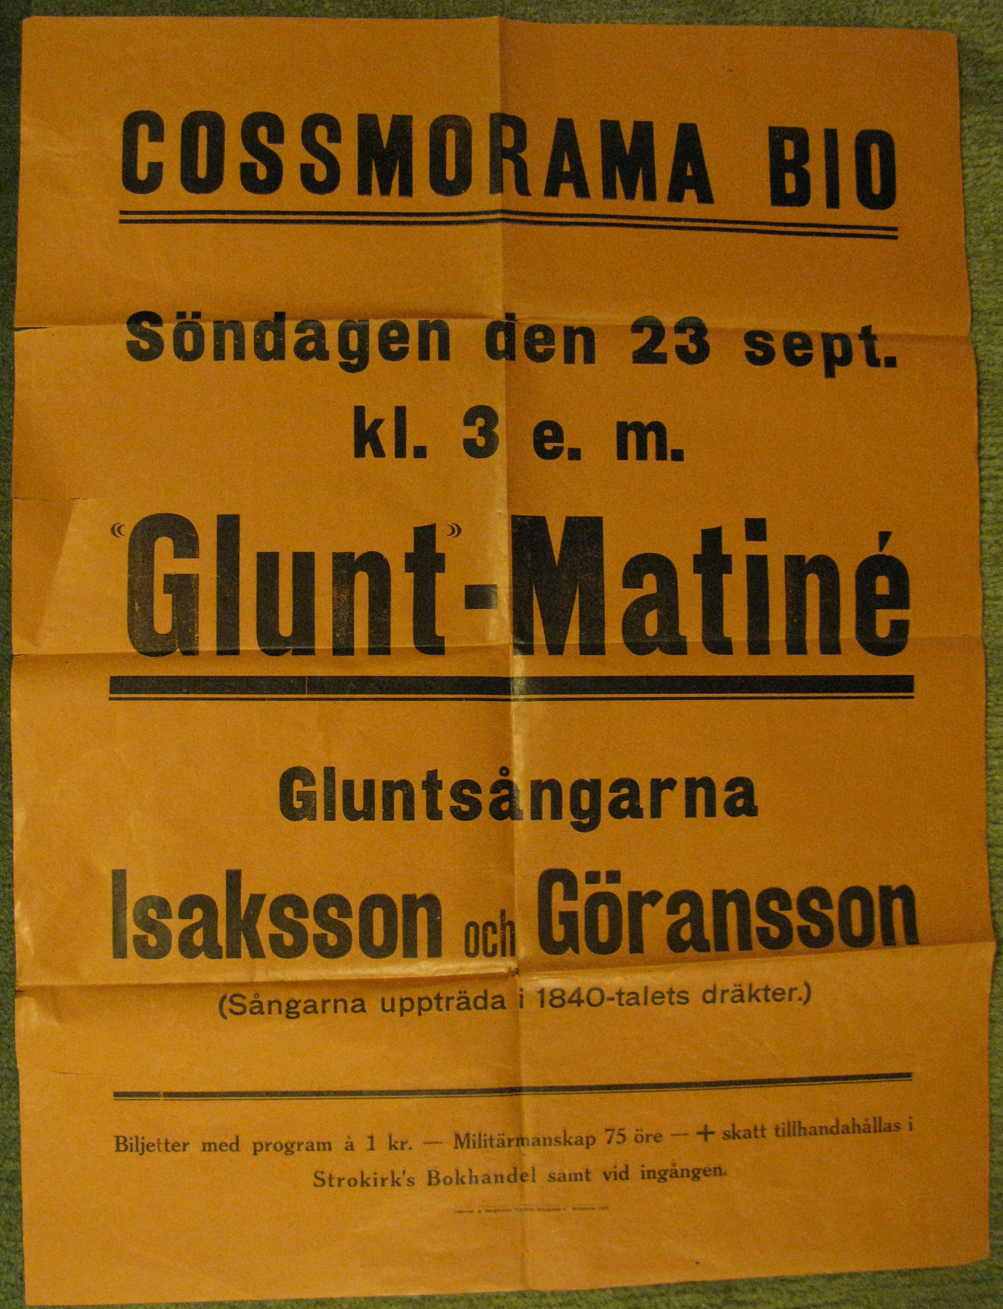 COSSMORAMA BIO
Söndagen den 23 sept.
kl. 3 e. m.
“Glunt”-Matiné
Gluntsångarna
Isaksson och Göransson
(Sångarna uppträda i 1840-talets dräkter.)
Biljetter med program à 1 kr. — Militärmanskap 75 öre — + skatt tillhandahållas i
Strokirk's Bokhandel samt vid ingången.